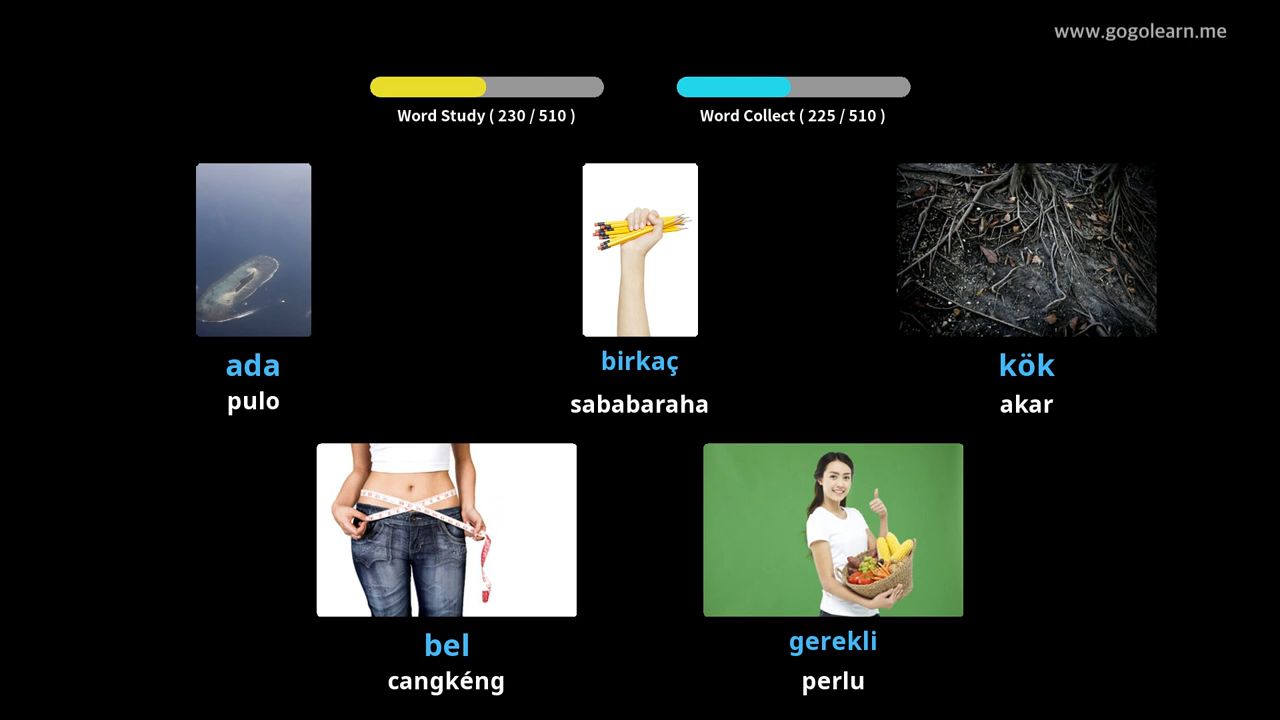 www.gogolearn.me
Word Study ( 230 / 510 )
Word Collect ( 225 / 510 )
ada
pulo
birkaç
sababaraha
kök
akar
bel
cangkéng
gerekli
perlu